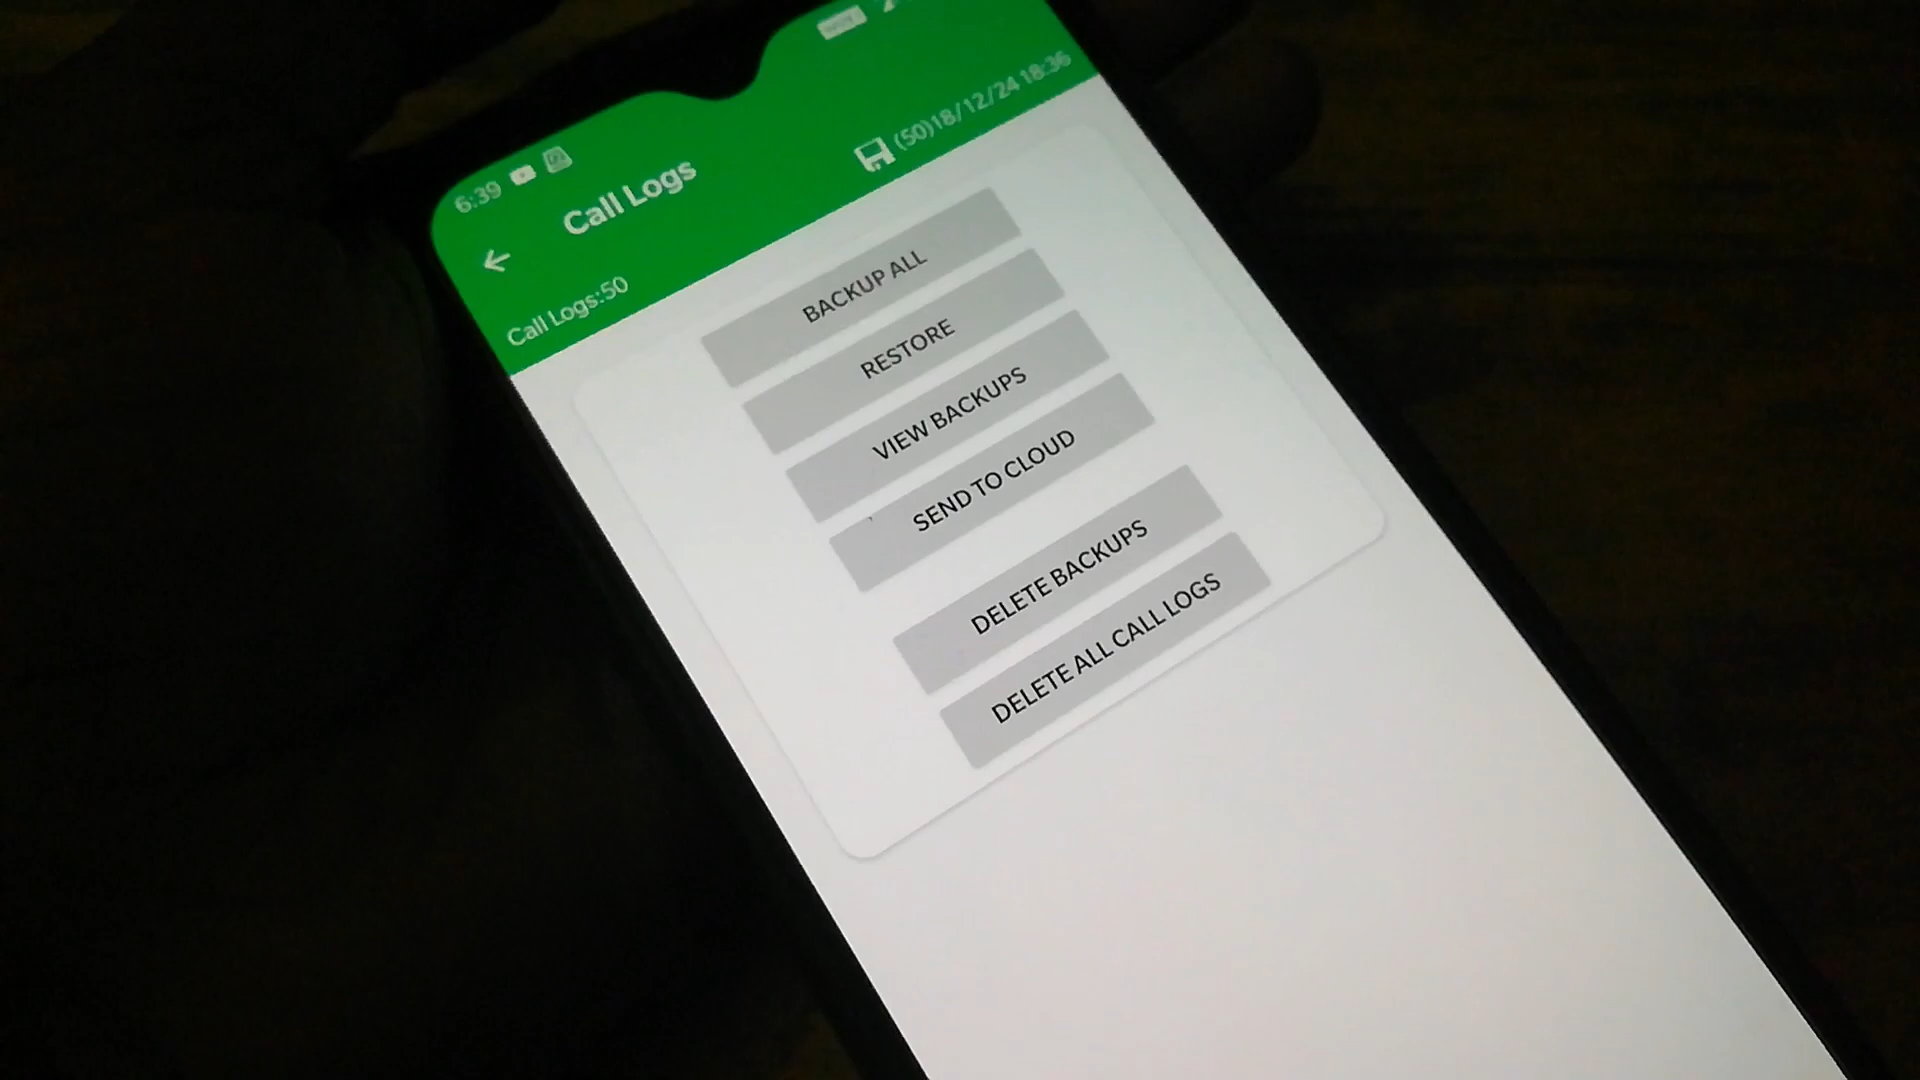 6:39
Call Logs
Call Logs:50
(50)18/12/24 18:36
BACKUP ALL
RESTORE
VIEW BACKUPS
SEND TO CLOUD
DELETE BACKUPS
DELETE ALL CALL LOGS